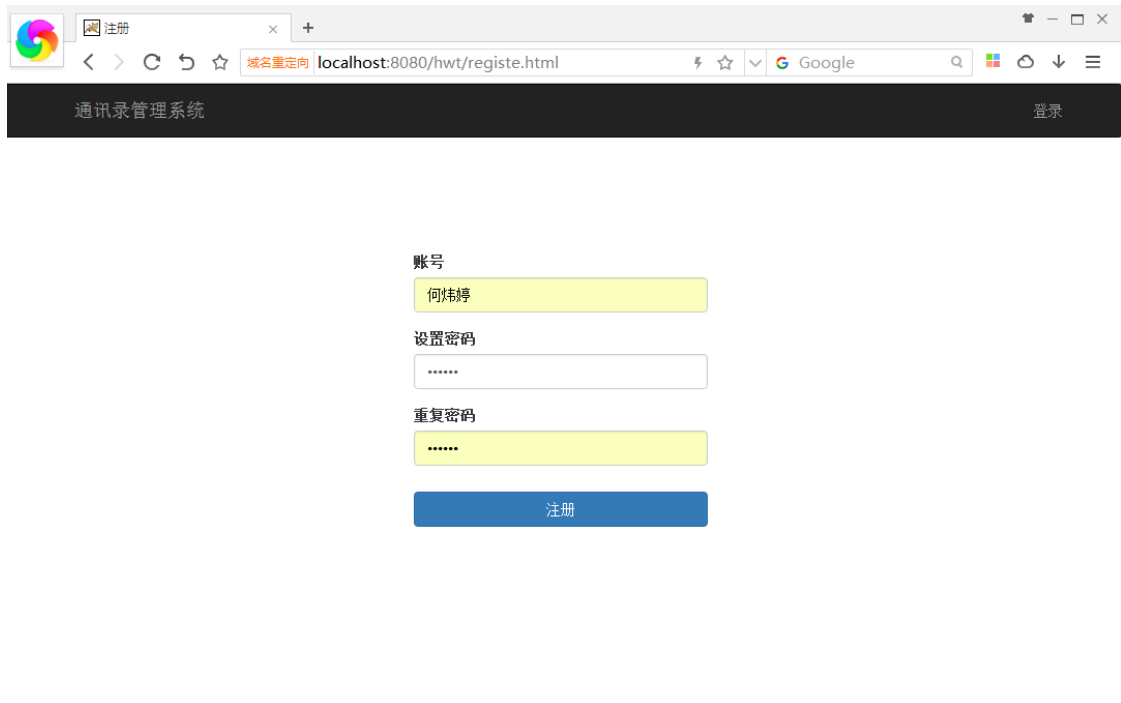 注册
域名重定向 localhost:8080/hwt/registe.html
Google
通讯录管理系统
登录
账号
何炜婷
设置密码
••••••
重复密码
••••••
注册